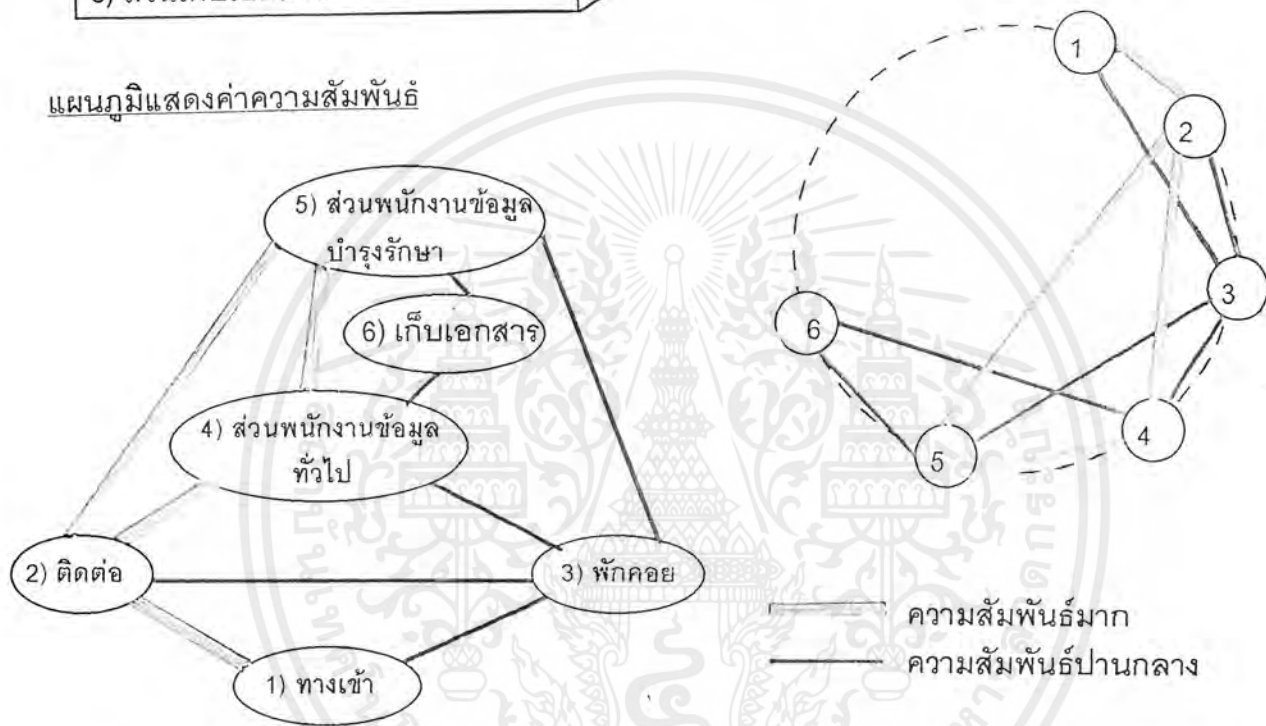 แผนภูมิแสดงค่าความสัมพันธ์
5) ส่วนพนักงานข้อมูล
บำรุงรักษา
6) เก็บเอกสาร
4) ส่วนพนักงานข้อมูล
ทั่วไป
2) ติดต่อ
3) พักคอย
1) ทางเข้า
1
2
3
4
5
6
ความสัมพันธ์มาก
ความสัมพันธ์ปานกลาง